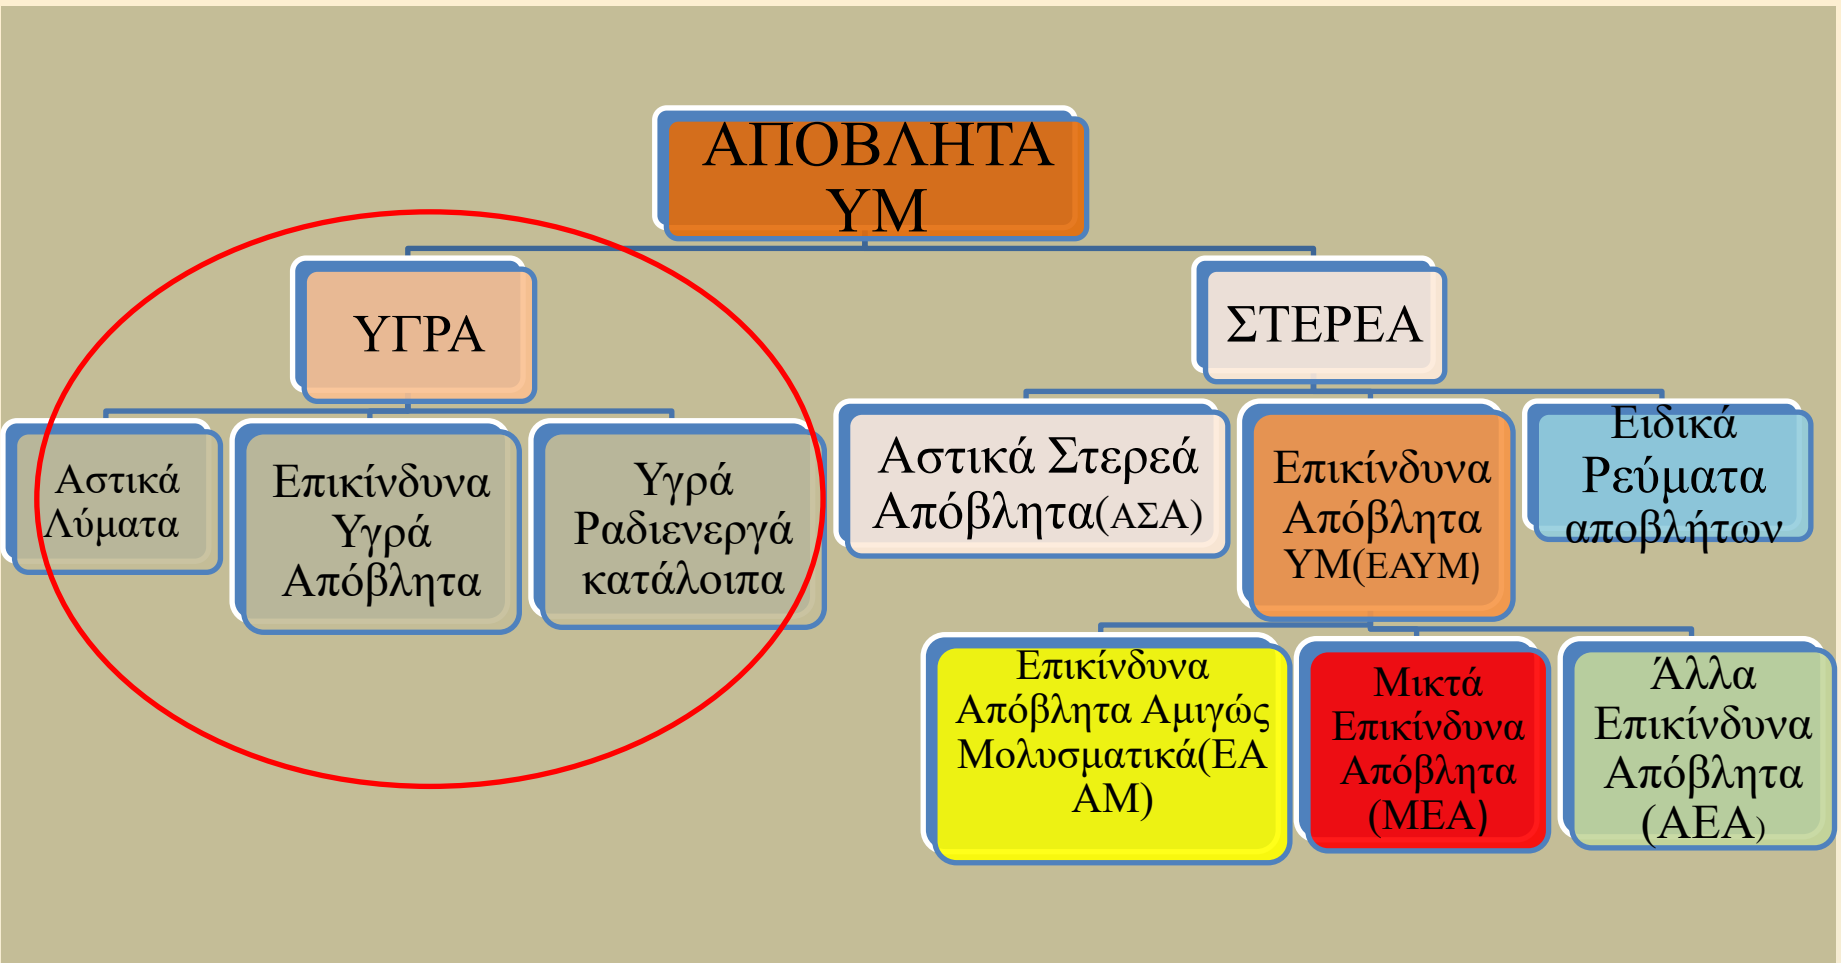 ΑΠΟΒΛΗΤΑ
ΥΜ
ΥΓΡΑ
ΣΤΕΡΕΑ
Αστικά
Λύματα
Επικίνδυνα
Υγρά
Απόβλητα
Υγρά
Ραδιενεργά
κατάλοιπα
Αστικά Στερεά
Απόβλητα(ΑΣΑ)
Επικίνδυνα
Απόβλητα
ΥΜ(ΕΑΥΜ)
Ειδικά
Ρεύματα
αποβλήτων
Επικίνδυνα
Απόβλητα Αμιγώς
Μολυσματικά(ΕΑ
ΑΜ)
Μικτά
Επικίνδυνα
Απόβλητα
(ΜΕΑ)
Άλλα
Επικίνδυνα
Απόβλητα
(ΑΕΑ)